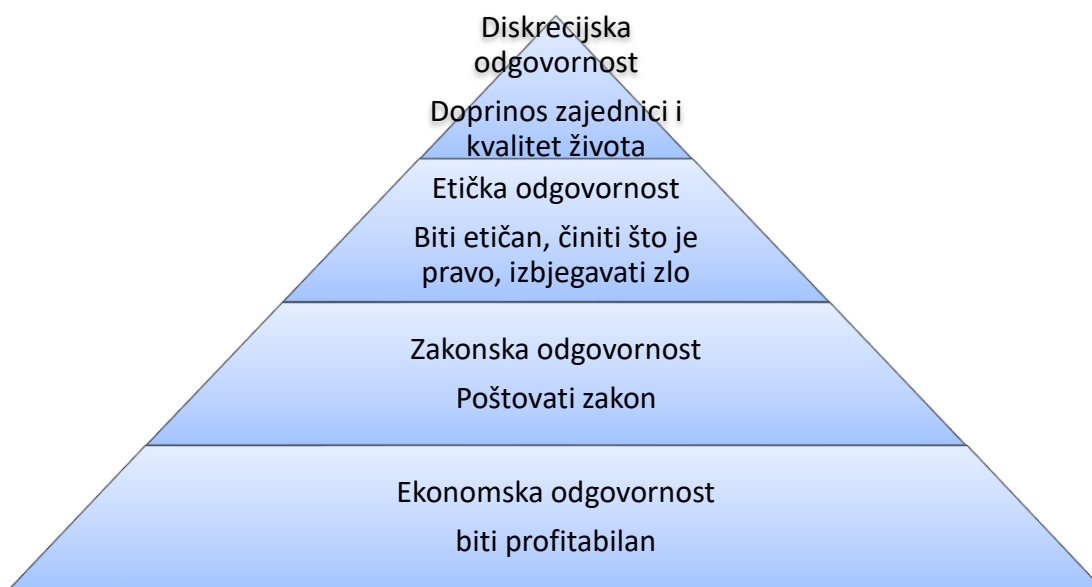 Diskrecijska
odgovornost
Doprinos zajednici i
kvalitet života
Etička odgovornost
Biti etičan, činiti što je
pravo, izbjegavati zlo
Zakonska odgovornost
Poštovati zakon
Ekonomska odgovornost
biti profitabilan